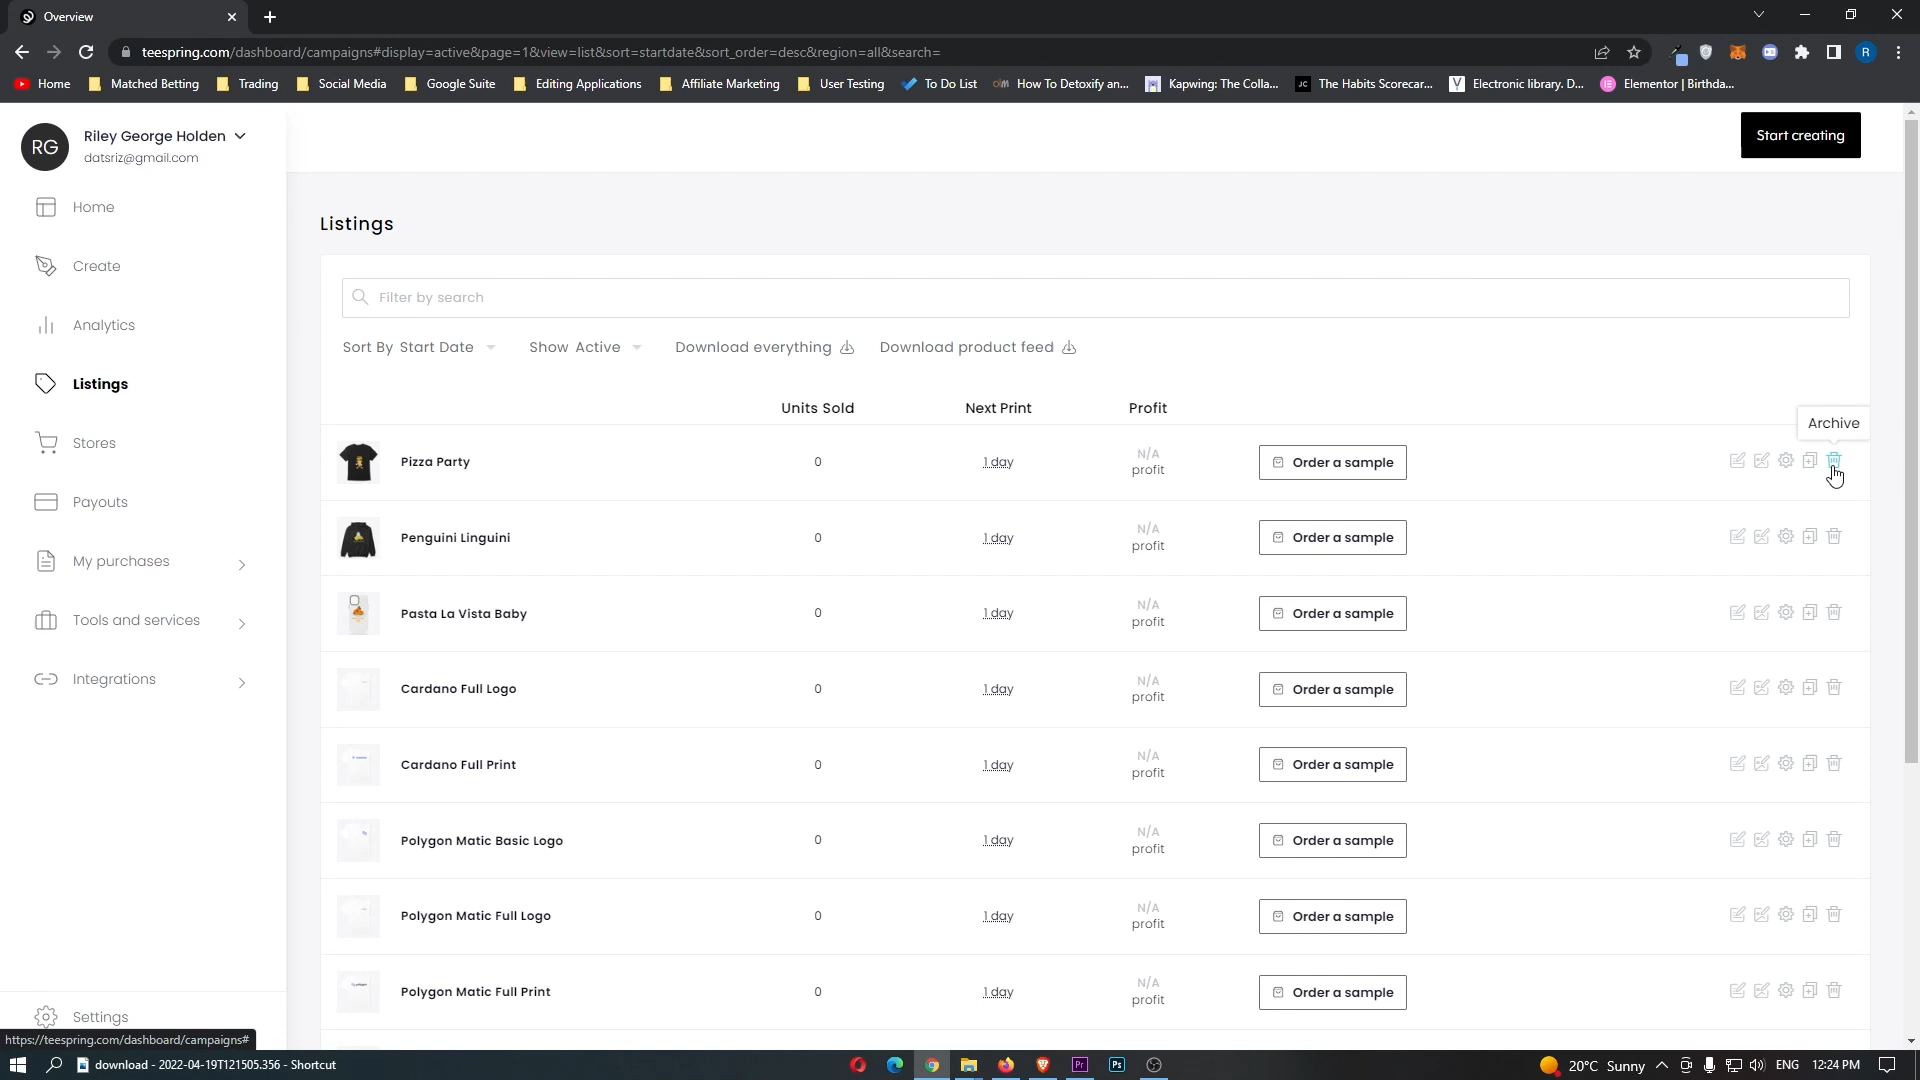 Overview
teespring.com/dashboard/campaigns#display=active&page=1&view=list&sort=startdate&sort_order=desc&region=all&search=
R
Home
Matched Betting
Trading
Social Media
Google Suite
Editing Applications
Affiliate Marketing
User Testing
To Do List
How To Detoxify an...
Kapwing: The Colla...
JC
The Habits Scorecar...
Electronic library. D...
Elementor | Birthda...
RG
Riley George Holden
datsriz@gmail.com
Start creating
Home
Create
Analytics
Listings
Stores
Payouts
My purchases
Tools and services
Integrations
Settings
Listings
Filter by search
Sort By Start Date
Show Active
Download everything
Download product feed
Units Sold
Next Print
Profit
Archive
Pizza Party
0
1 day
N/A
profit
Order a sample
Penguini Linguini
0
1 day
N/A
profit
Order a sample
Pasta La Vista Baby
0
1 day
N/A
profit
Order a sample
Cardano Full Logo
0
1 day
N/A
profit
Order a sample
Cardano Full Print
0
1 day
N/A
profit
Order a sample
Polygon Matic Basic Logo
0
1 day
N/A
profit
Order a sample
Polygon Matic Full Logo
0
1 day
N/A
profit
Order a sample
Polygon Matic Full Print
0
1 day
N/A
profit
Order a sample
https://teespring.com/dashboard/campaigns#
download - 2022-04-19T121505.356 - Shortcut
Pr
Ps
20°C Sunny
ENG
12:24 PM